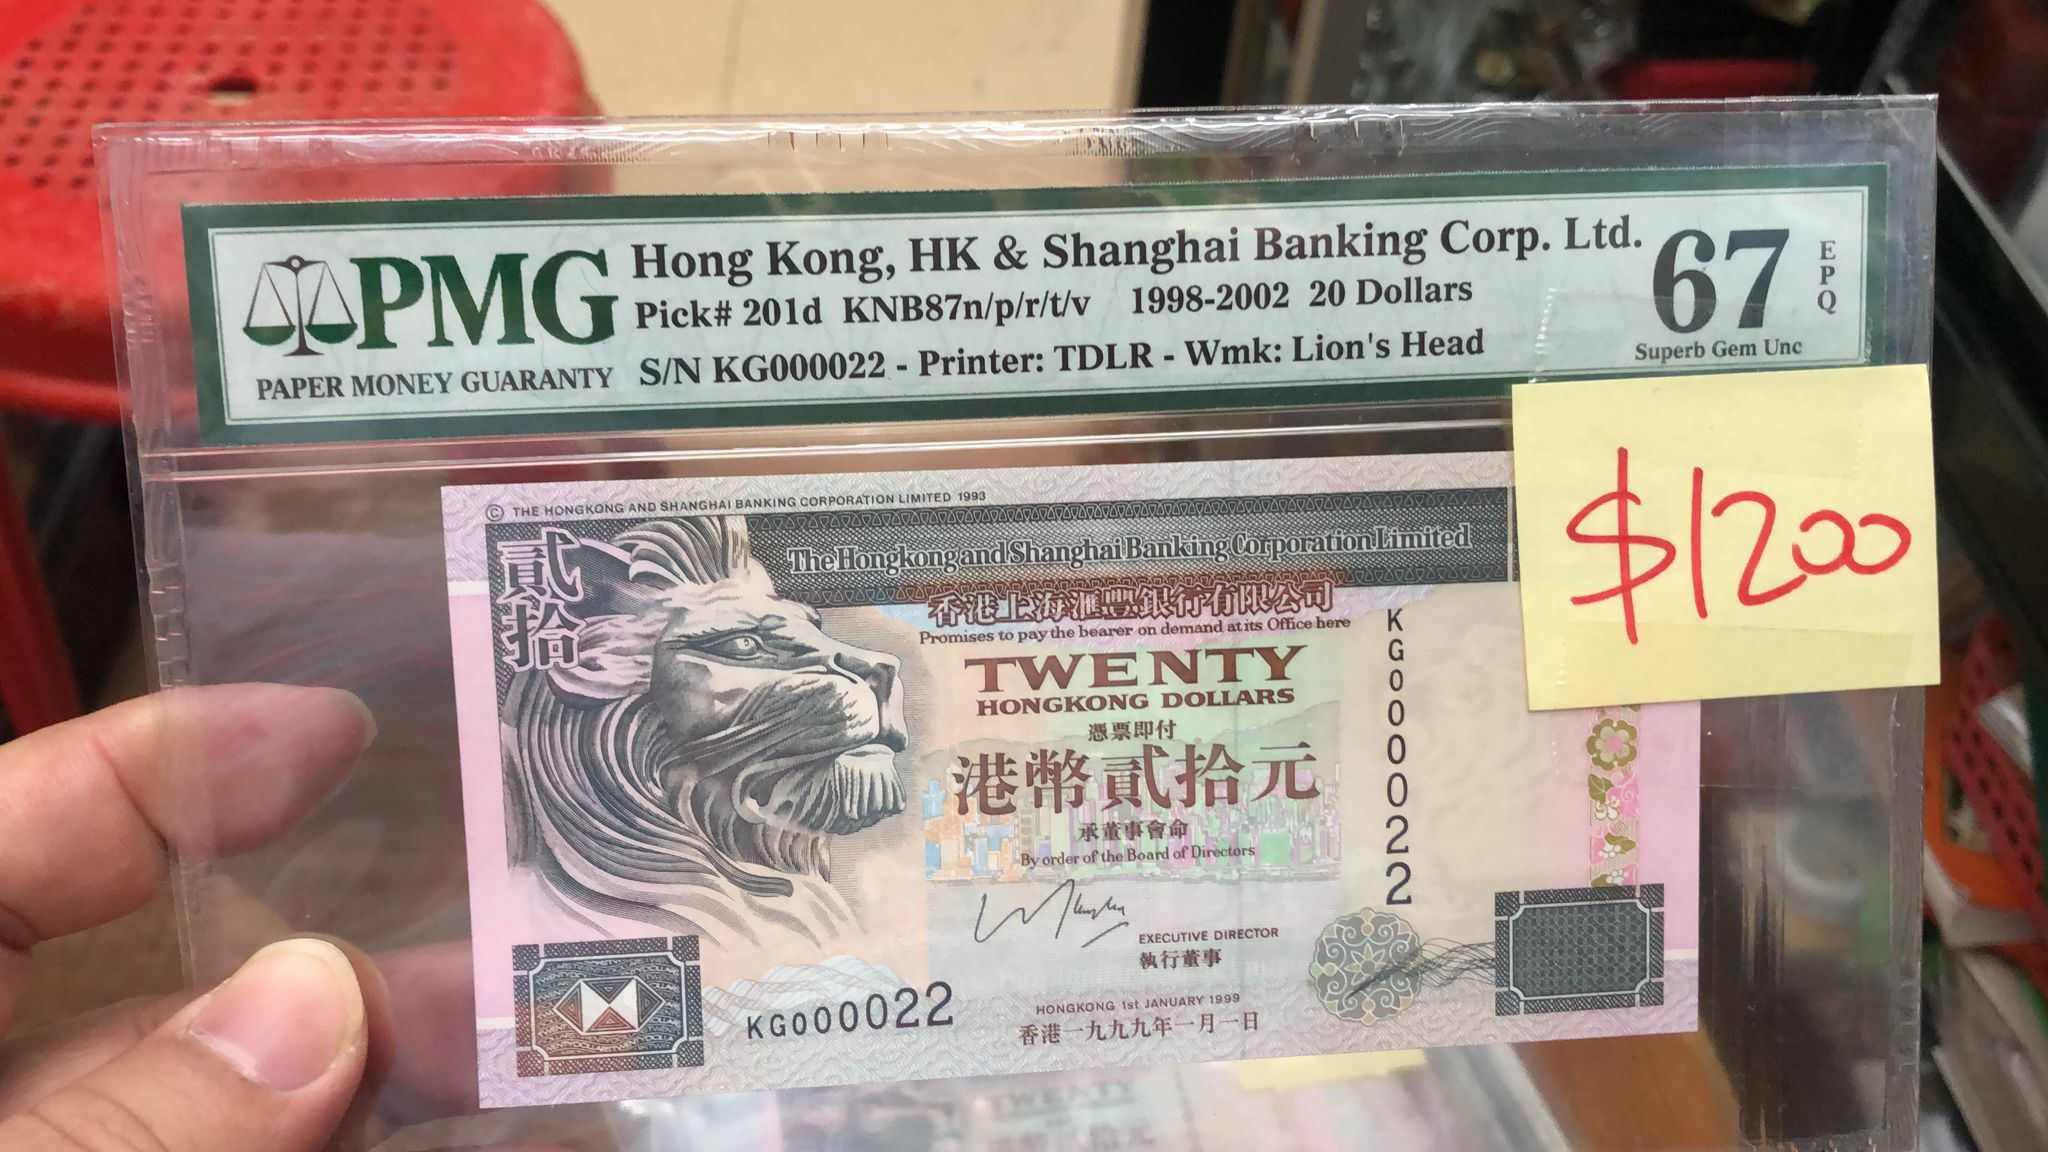 PMG
PAPER MONEY GUARANTY
Hong Kong, HK & Shanghai Banking Corp. Ltd.
Pick# 201d KNB87n/p/r/t/v 1998-2002 20 Dollars
S/N KG000022 - Printer: TDLR - Wmk: Lion's Head
67
EPQ
Superb Gem Unc
$1200
© THE HONGKONG AND SHANGHAI BANKING CORPORATION LIMITED 1993
貳拾
The Hongkong and Shanghai Banking Corporation Limited
香港上海滙豐銀行有限公司
Promises to pay the bearer on demand at its Office here
TWENTY
HONGKONG DOLLARS
憑票即付
港幣貳拾元
承董事會命
By order of the Board of Directors
KG000022
EXECUTIVE DIRECTOR
執行董事
HONGKONG 1st JANUARY 1999
香港一九九九年一月一日
KG000022
TWENTY